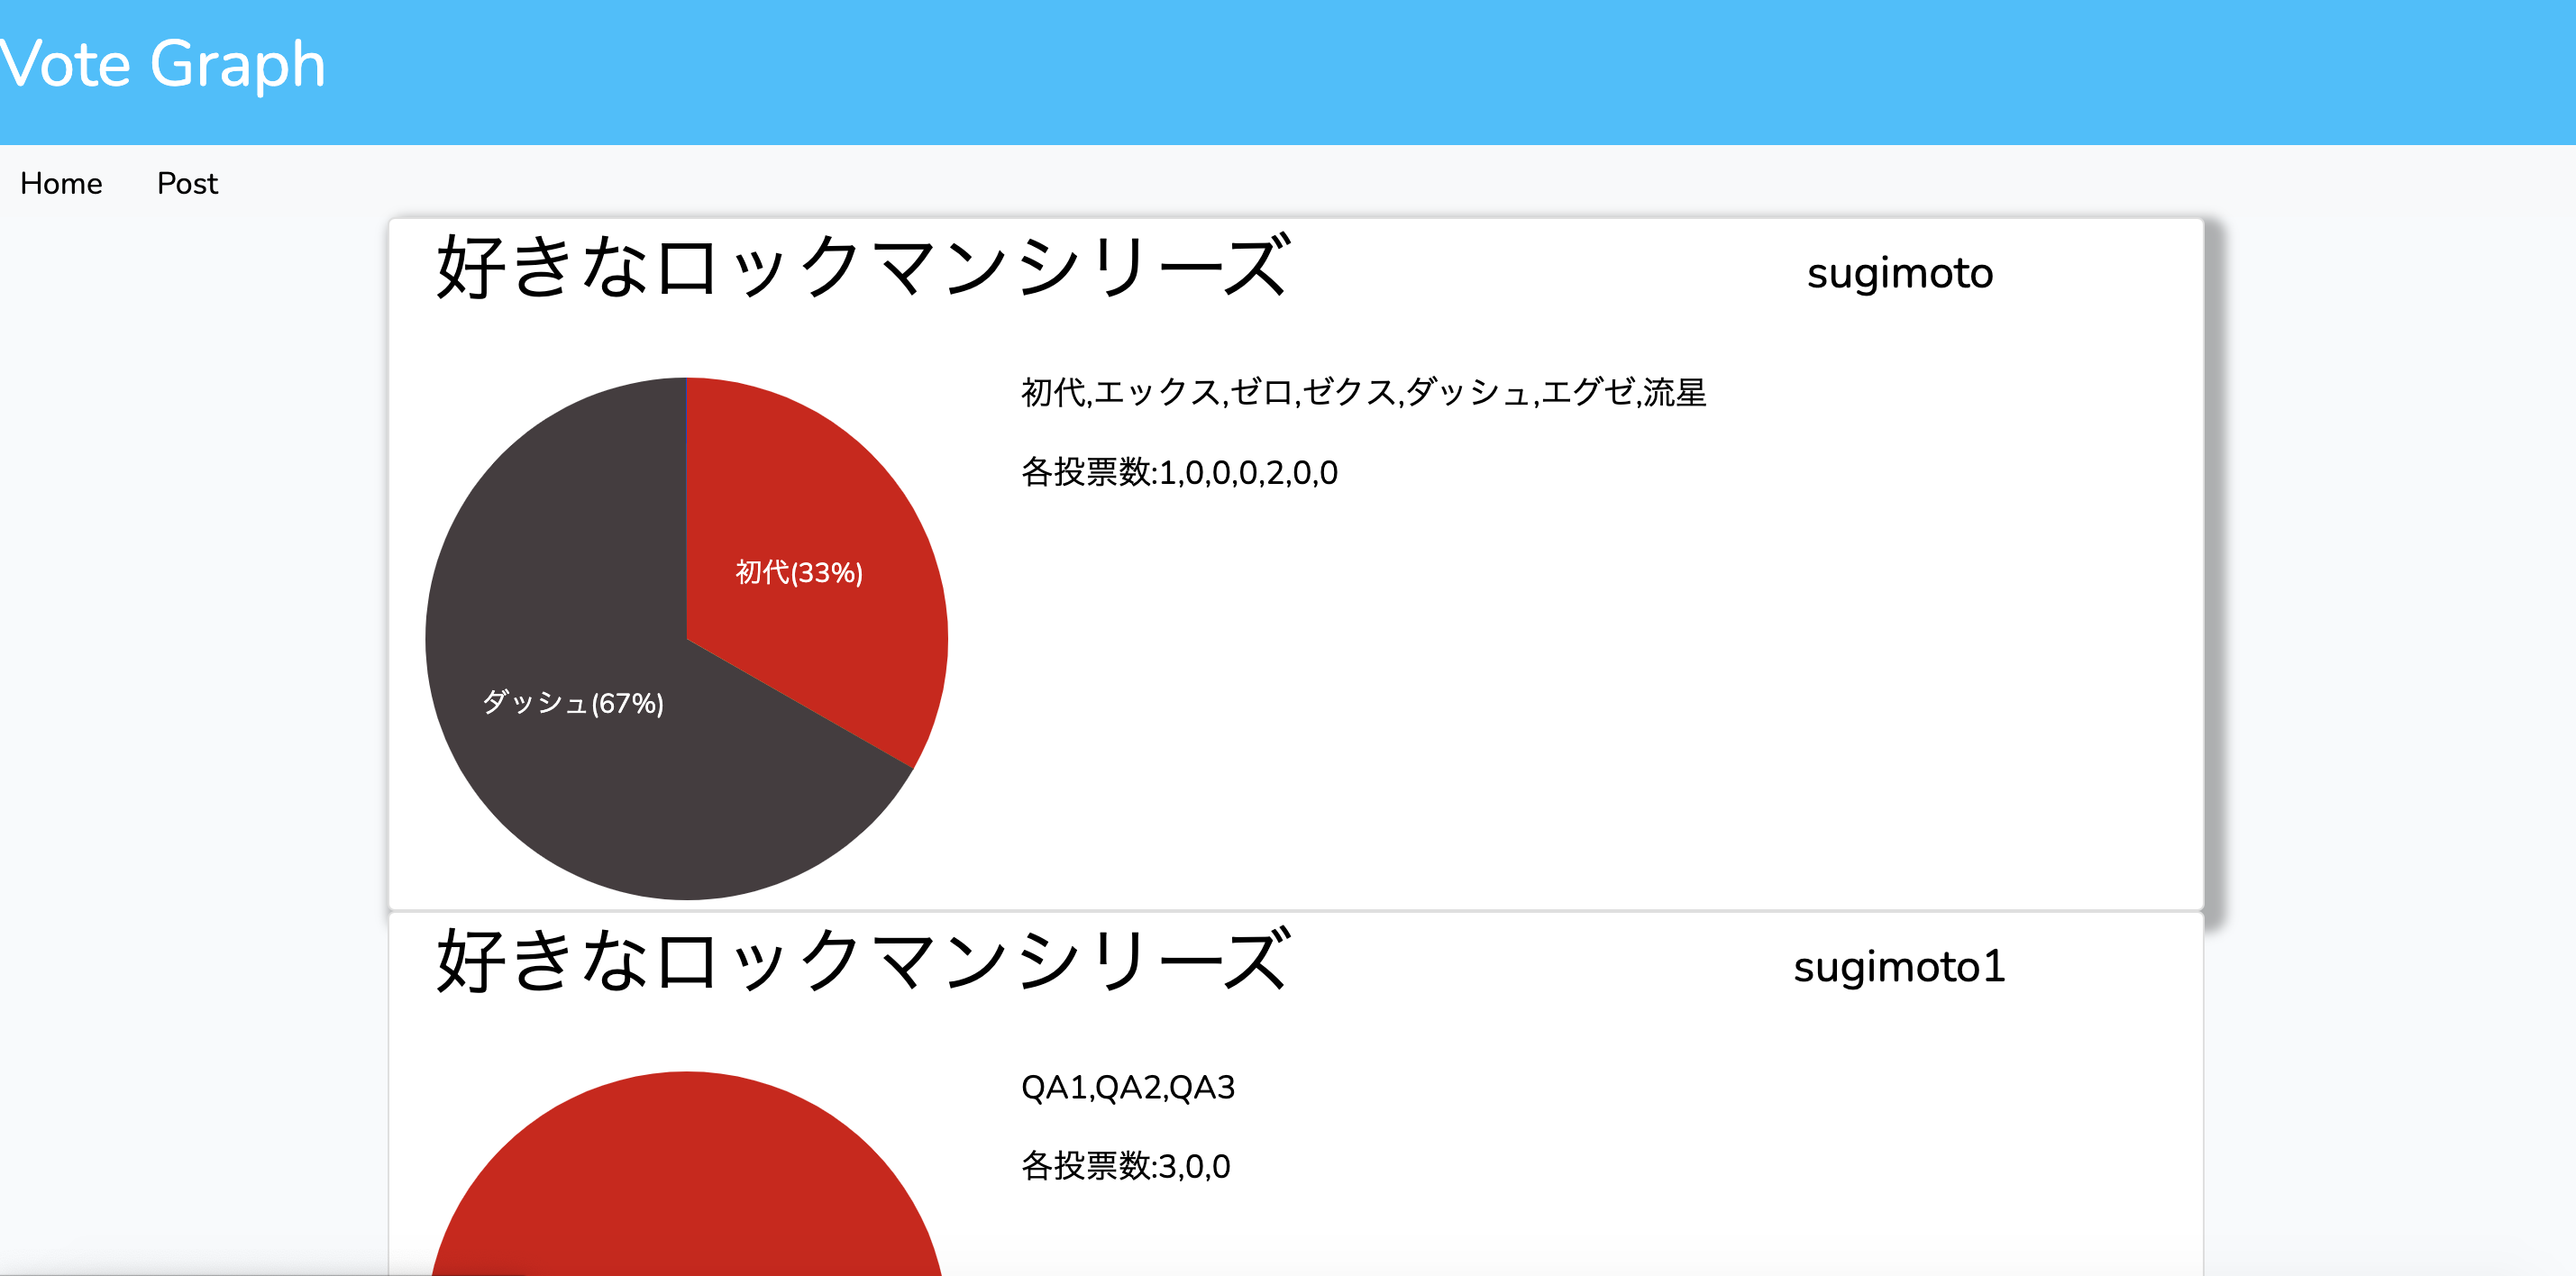 Vote Graph
Home Post
好きなロックマンシリーズ sugimoto
初代,エックス,ゼロ,ゼクス,ダッシュ,エグゼ,流星
各投票数:1,0,0,0,2,0,0
初代(33%)
ダッシュ(67%)
好きなロックマンシリーズ sugimoto1
QA1,QA2,QA3
各投票数:3,0,0